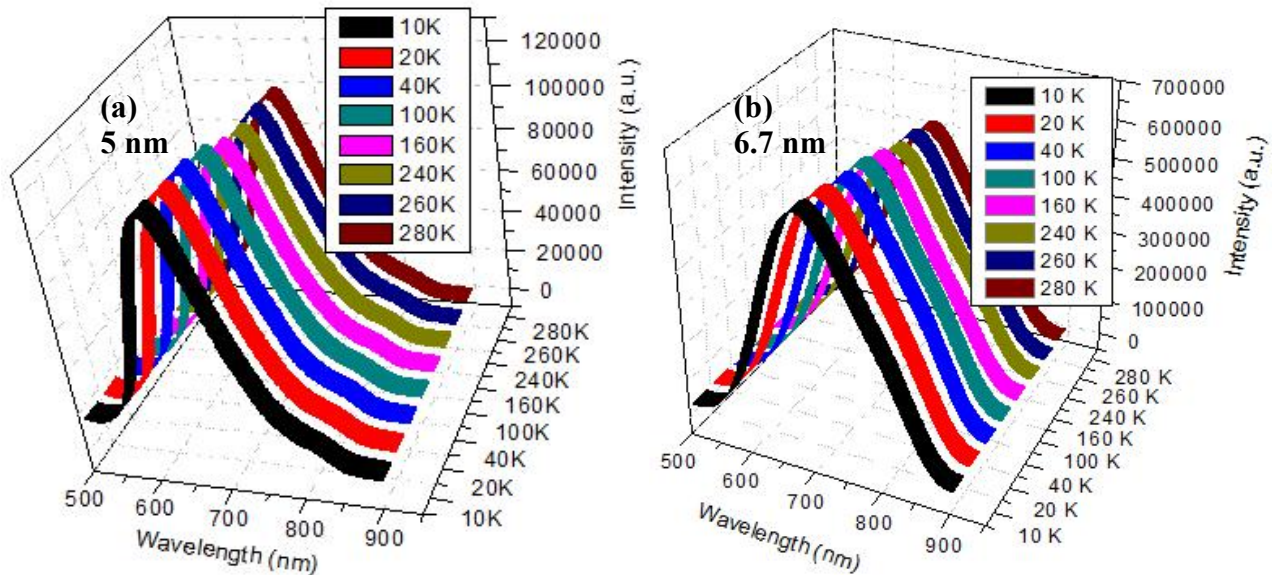 (a)
5 nm
10K
20K
40K
100K
160K
240K
260K
280K
120000
100000
80000
60000
40000
20000
0
Intensity (a.u.)
280K
260K
240K
160K
100K
40K
20K
10K
500
600
700
800
900
Wavelength (nm)
(b)
6.7 nm
10 K
20 K
40 K
100 K
160 K
240 K
260 K
280 K
700000
600000
500000
400000
300000
200000
100000
0
Intensity (a.u.)
280 K
260 K
240 K
160 K
100 K
40 K
20 K
10 K
500
600
700
800
900
Wavelength (nm)